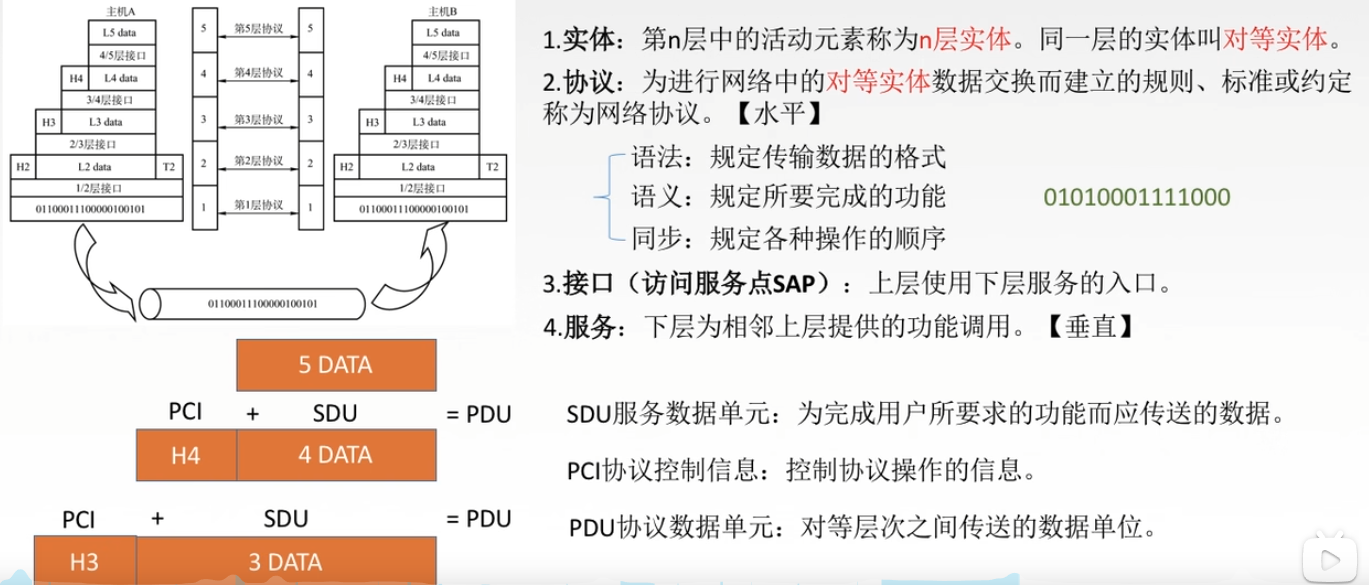 主机A
L5 data
4/5层接口
H4 L4 data
3/4层接口
H3 L3 data
2/3层接口
H2 L2 data T2
1/2层接口
01100011100000100101
5 第5层协议 5
4 第4层协议 4
3 第3层协议 3
2 第2层协议 2
1 第1层协议 1
主机B
L5 data
4/5层接口
H4 L4 data
3/4层接口
H3 L3 data
2/3层接口
H2 L2 data T2
1/2层接口
01100011100000100101
01100011100000100101
5 DATA
PCI + SDU = PDU
H4 4 DATA
PCI + SDU = PDU
H3 3 DATA
1.实体：第n层中的活动元素称为n层实体。同一层的实体叫对等实体。
2.协议：为进行网络中的对等实体数据交换而建立的规则、标准或约定
称为网络协议。【水平】
语法：规定传输数据的格式
语义：规定所要完成的功能
01010001111000
同步：规定各种操作的顺序
3.接口（访问服务点SAP）：上层使用下层服务的入口。
4.服务：下层为相邻上层提供的功能调用。【垂直】
SDU服务数据单元：为完成用户所要求的功能而应传送的数据。
PCI协议控制信息：控制协议操作的信息。
PDU协议数据单元：对等层次之间传送的数据单位。